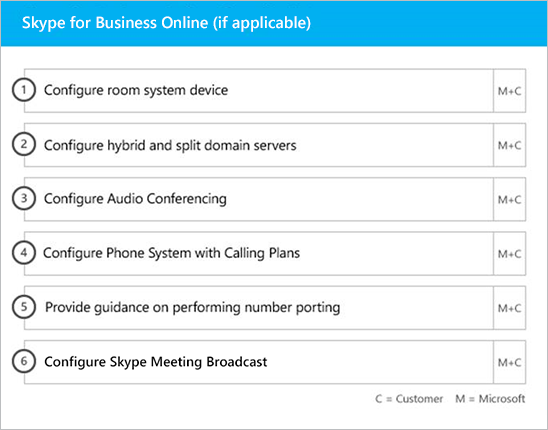 Skype for Business Online (if applicable)
1 Configure room system device M+C
2 Configure hybrid and split domain servers M+C
3 Configure Audio Conferencing M+C
4 Configure Phone System with Calling Plans M+C
5 Provide guidance on performing number porting M+C
6 Configure Skype Meeting Broadcast M+C
C = Customer M = Microsoft